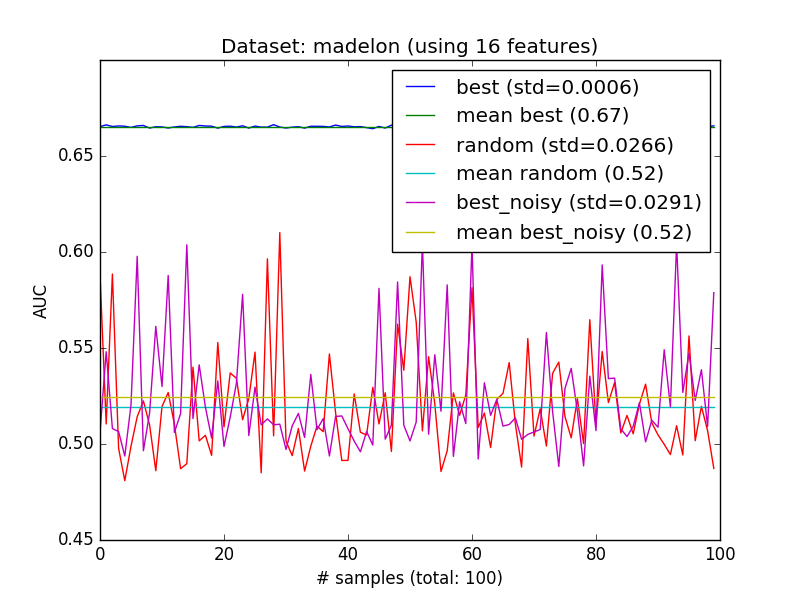 Dataset: madelon (using 16 features)
best (std=0.0006)
mean best (0.67)
random (std=0.0266)
mean random (0.52)
best_noisy (std=0.0291)
mean best_noisy (0.52)
AUC
0.65
0.60
0.55
0.50
0.45
0 20 40 60 80 100
# samples (total: 100)